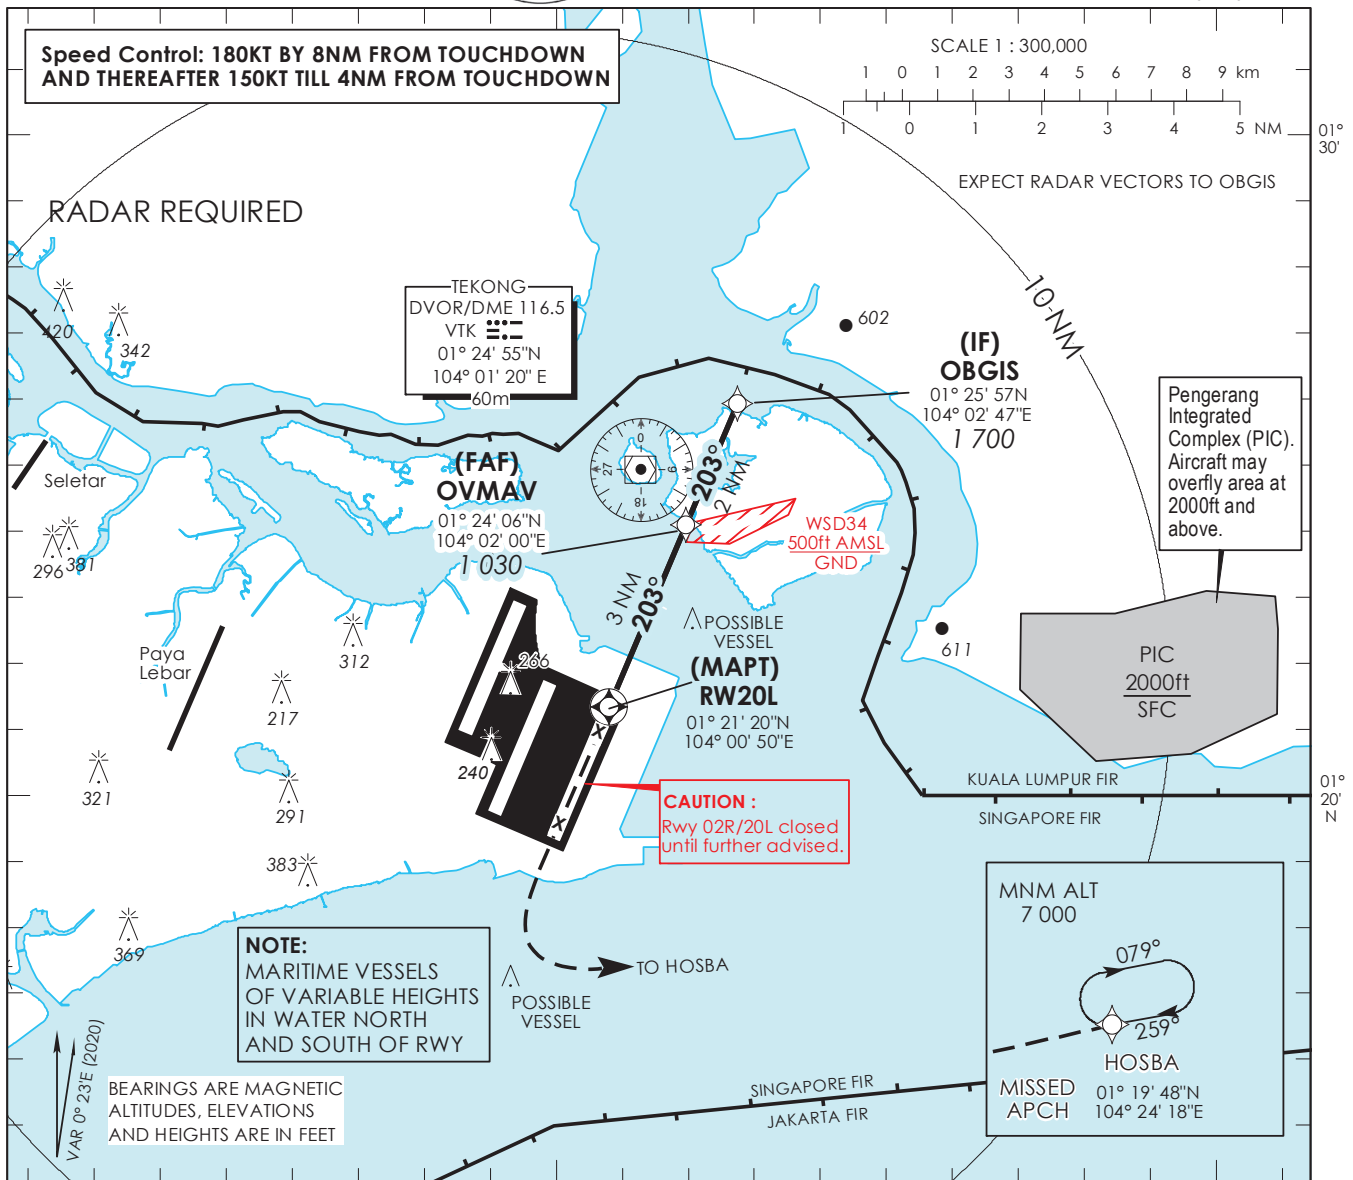 Speed Control: 180KT BY 8NM FROM TOUCHDOWN
AND THEREAFTER 150KT TILL 4NM FROM TOUCHDOWN
SCALE 1 : 300,000
1 0 1 2 3 4 5 6 7 8 9 km
1 0 1 2 3 4 5 NM
01°
30'
EXPECT RADAR VECTORS TO OBGIS
RADAR REQUIRED
10 NM
TEKONG
DVOR/DME 116.5
VTK
01° 24' 55"N
104° 01' 20" E
60m
420
342
602
(IF)
OBGIS
01° 25' 57N
104° 02' 47"E
1 700
Pengerang
Integrated
Complex (PIC).
Aircraft may
overfly area at
2000ft and
above.
Seletar
(FAF)
OVMAV
01° 24' 06"N
104° 02' 00"E
1 030
0
9
18
27
203°
2 NM
WSD34
500ft AMSL
GND
296
381
3 NM
203°
POSSIBLE
VESSEL
611
Paya
Lebar
312
266
(MAPT)
RW20L
01° 21' 20"N
104° 00' 50"E
PIC
2000ft
SFC
217
X
240
321
291
KUALA LUMPUR FIR
SINGAPORE FIR
01°
20'
N
CAUTION :
Rwy 02R/20L closed
until further advised.
X
383
369
NOTE:
MARITIME VESSELS
OF VARIABLE HEIGHTS
IN WATER NORTH
AND SOUTH OF RWY
TO HOSBA
POSSIBLE
VESSEL
MNM ALT
7 000
079°
259°
HOSBA
01° 19' 48"N
104° 24' 18"E
MISSED
APCH
VAR 0° 23'E (2020)
BEARINGS ARE MAGNETIC
ALTITUDES, ELEVATIONS
AND HEIGHTS ARE IN FEET
SINGAPORE FIR
JAKARTA FIR